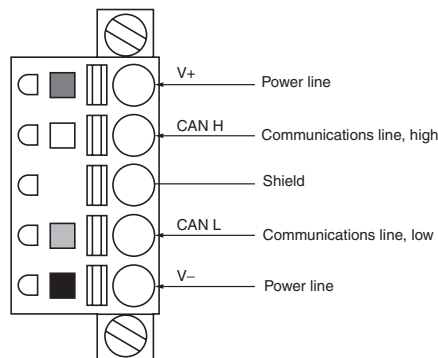 V+
Power line
CAN H
Communications line, high
Shield
CAN L
Communications line, low
V–
Power line